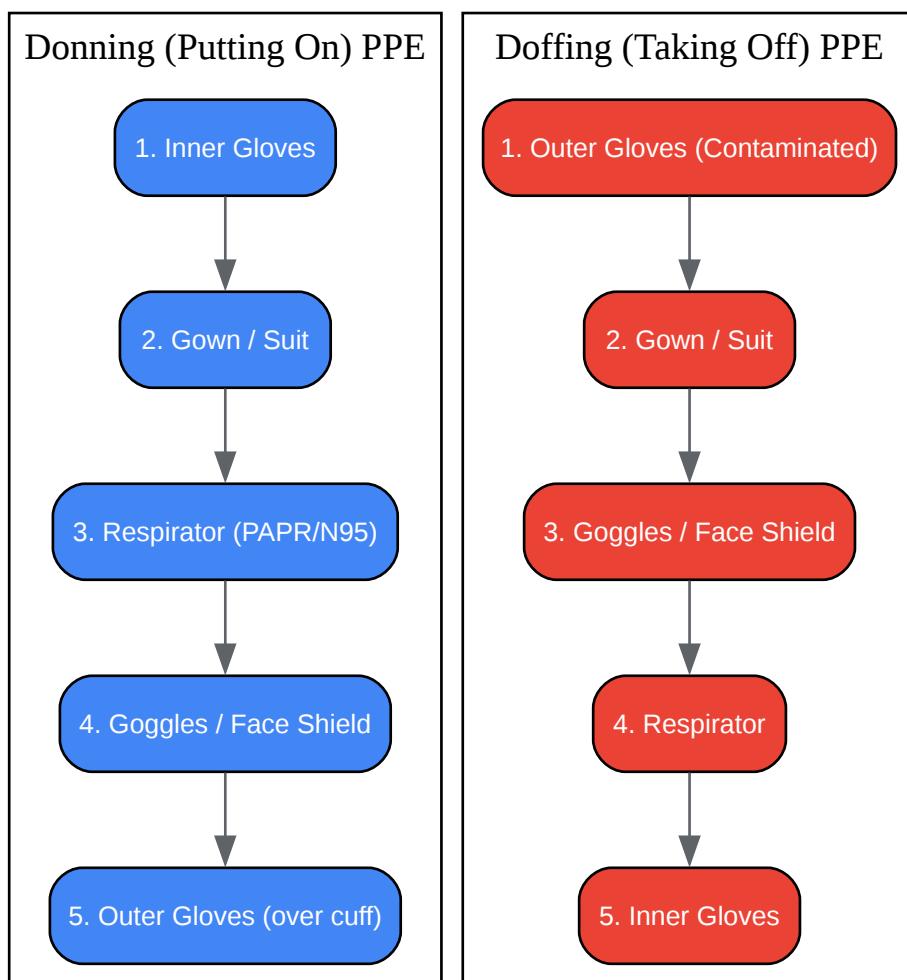 Donning (Putting On) PPE
1. Inner Gloves
2. Gown / Suit
3. Respirator (PAPR/N95)
4. Goggles / Face Shield
5. Outer Gloves (over cuff)
Doffing (Taking Off) PPE
1. Outer Gloves (Contaminated)
2. Gown / Suit
3. Goggles / Face Shield
4. Respirator
5. Inner Gloves